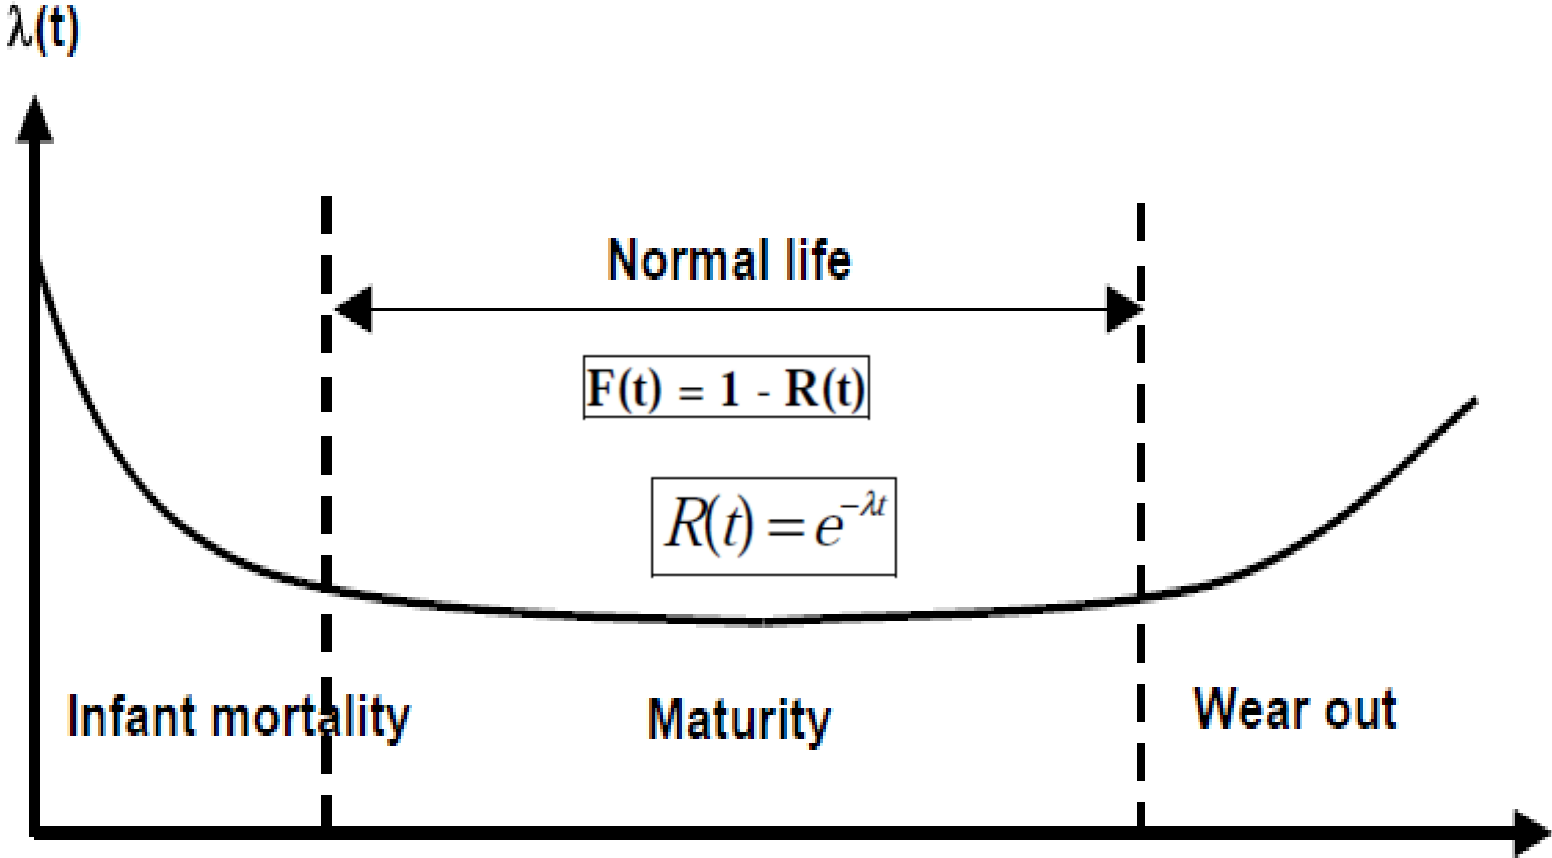 λ(t)
Normal life
F(t) = 1 - R(t)
R(t) = e^{-λt}
Infant mortality
Maturity
Wear out